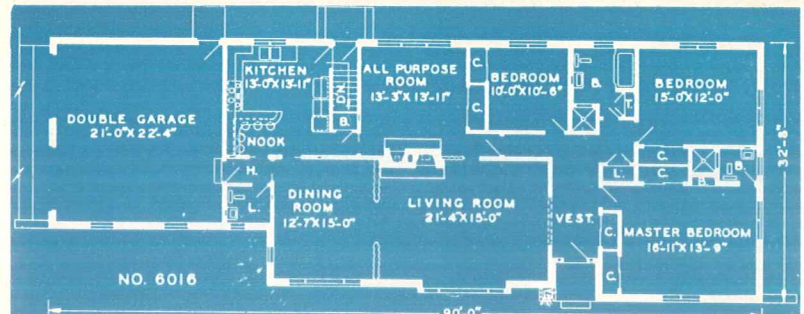 KITCHEN
13'-0"X13'-11"
D'N.
ALL PURPOSE
ROOM
13'-3"X13'-11"
C.
C.
BEDROOM
10'-0"X10'-6"
B.
T.
BEDROOM
15'-0"X12'-0"
DOUBLE GARAGE
21'-0"X22'-4"
B.
NOOK
H.
L.
DINING
ROOM
12'-7"X15'-0"
LIVING ROOM
21'-4"X15'-0"
VEST.
L.
C.
C.
B.
C.
C.
MASTER BEDROOM
16'-11"X13'-9"
32'-8"
NO. 6016
90'-0"